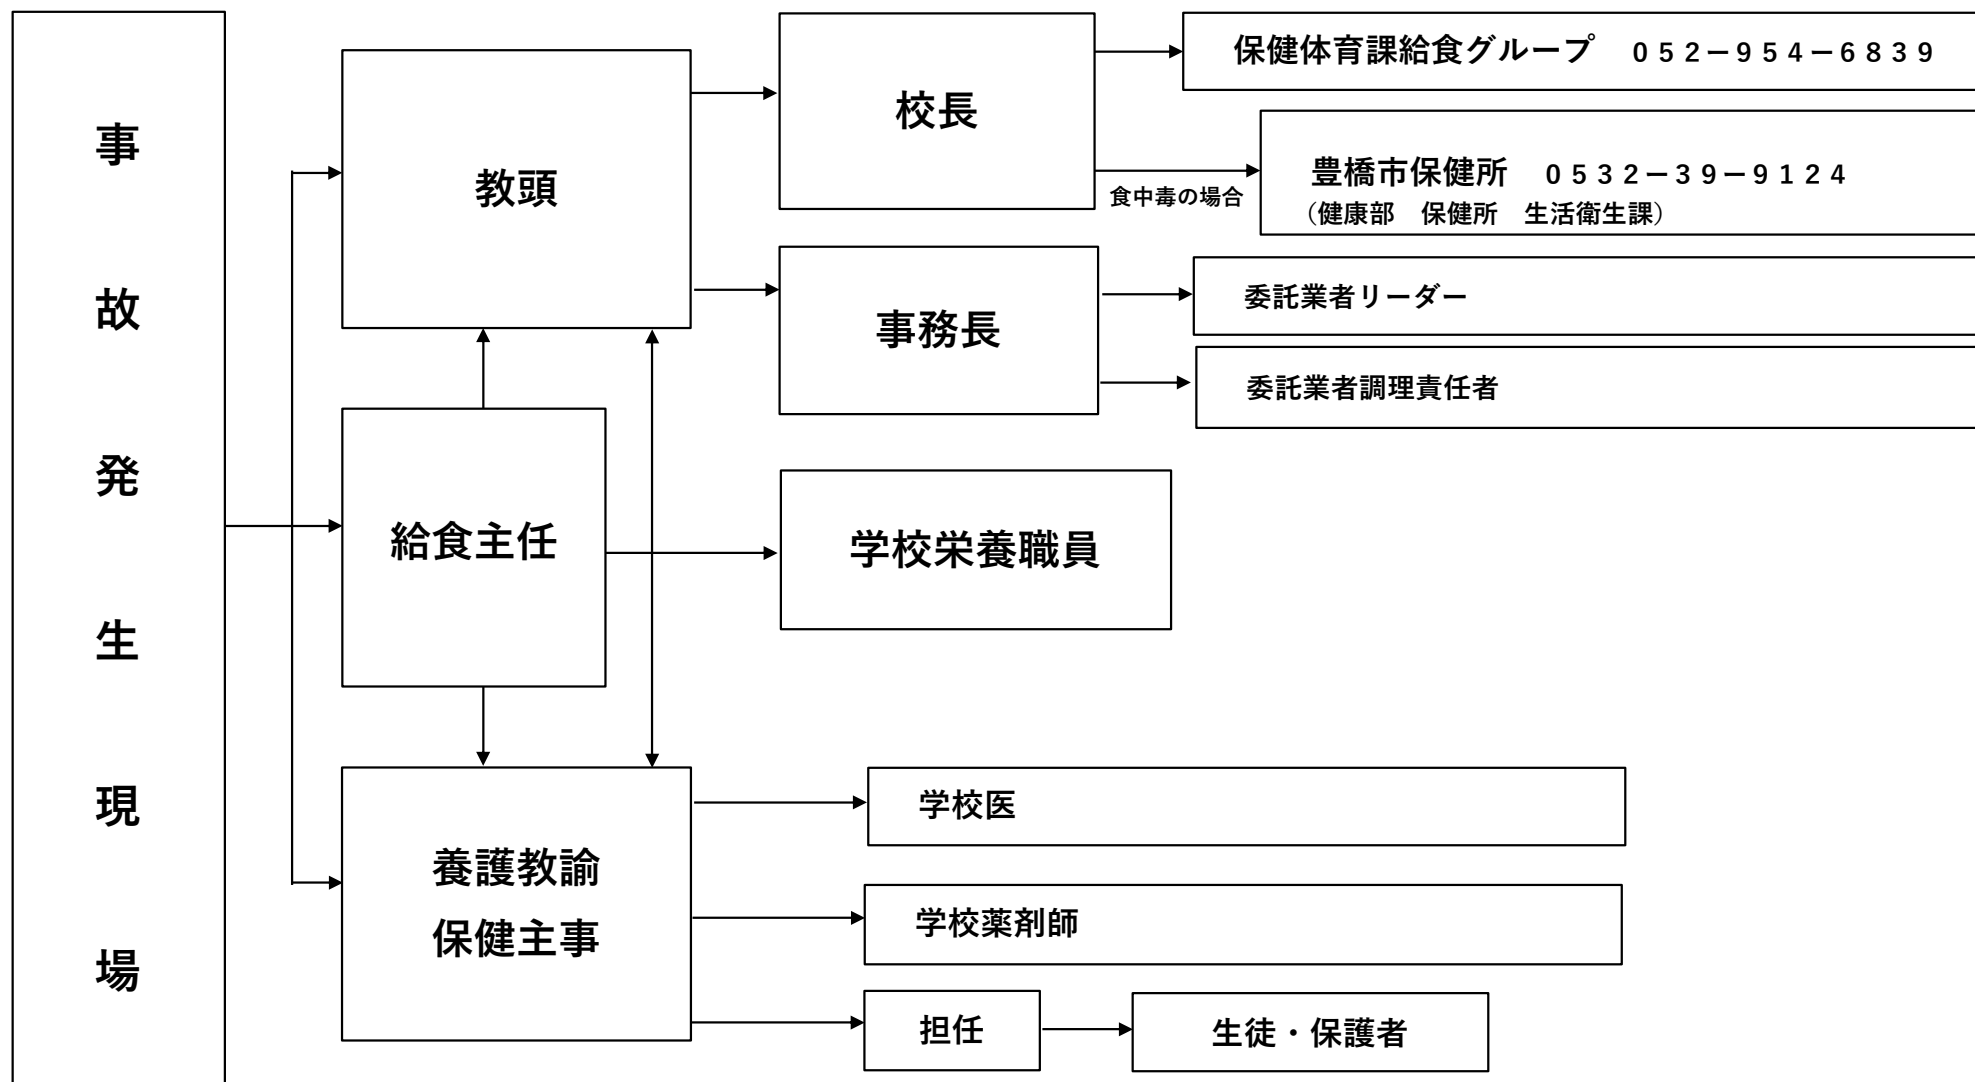 事故発生現場
教頭
給食主任
養護教諭
保健主事
校長
事務長
学校栄養職員
保健体育課給食グループ　０５２－９５４－６８３９
食中毒の場合
豊橋市保健所　０５３２－３９－９１２４
（健康部　保健所　生活衛生課）
委託業者リーダー
委託業者調理責任者
学校医
学校薬剤師
担任
生徒・保護者